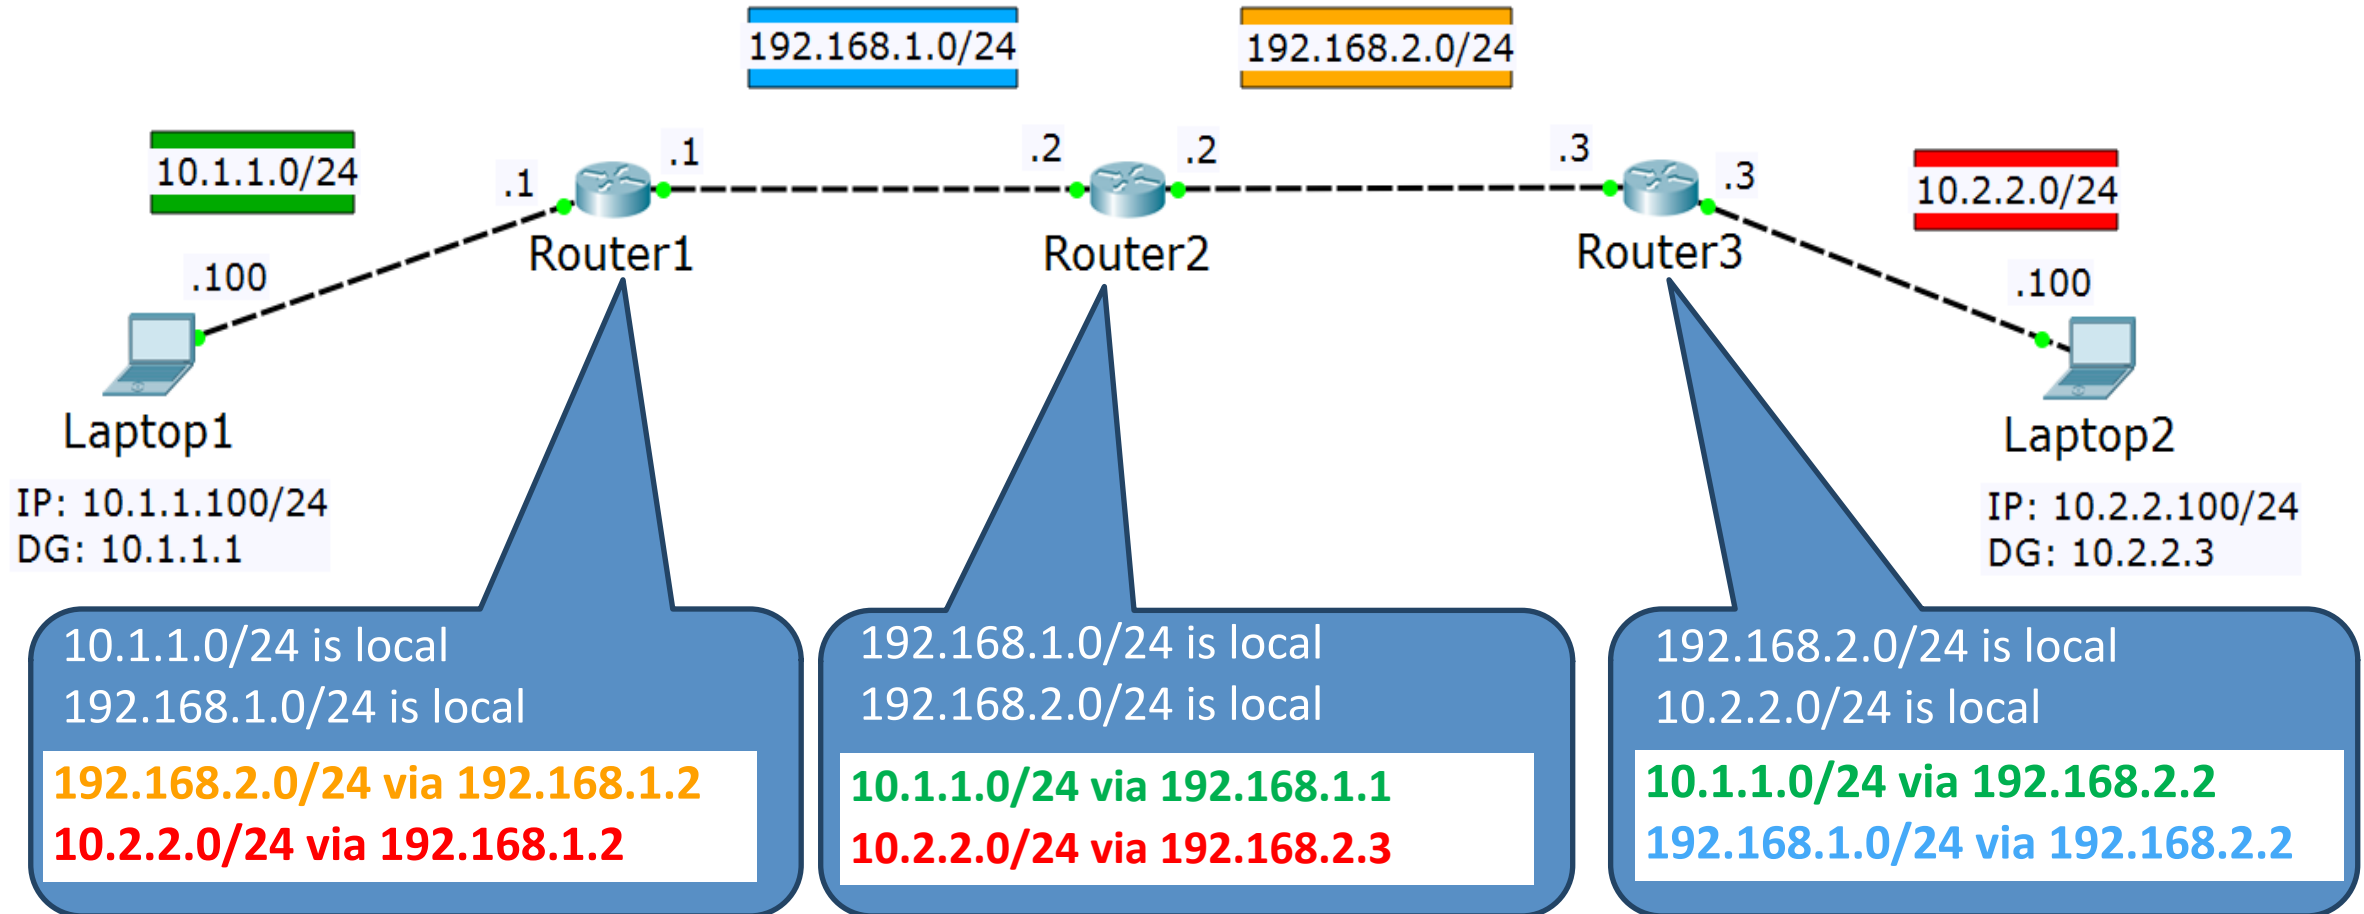 192.168.1.0/24
192.168.2.0/24
10.1.1.0/24
.1
.1
.2
.2
.3
.3
10.2.2.0/24
Router1
Router2
Router3
.100
.100
Laptop1
Laptop2
IP: 10.1.1.100/24
DG: 10.1.1.1
IP: 10.2.2.100/24
DG: 10.2.2.3
10.1.1.0/24 is local
192.168.1.0/24 is local
192.168.2.0/24 via 192.168.1.2
10.2.2.0/24 via 192.168.1.2
192.168.1.0/24 is local
192.168.2.0/24 is local
10.1.1.0/24 via 192.168.1.1
10.2.2.0/24 via 192.168.2.3
192.168.2.0/24 is local
10.2.2.0/24 is local
10.1.1.0/24 via 192.168.2.2
192.168.1.0/24 via 192.168.2.2